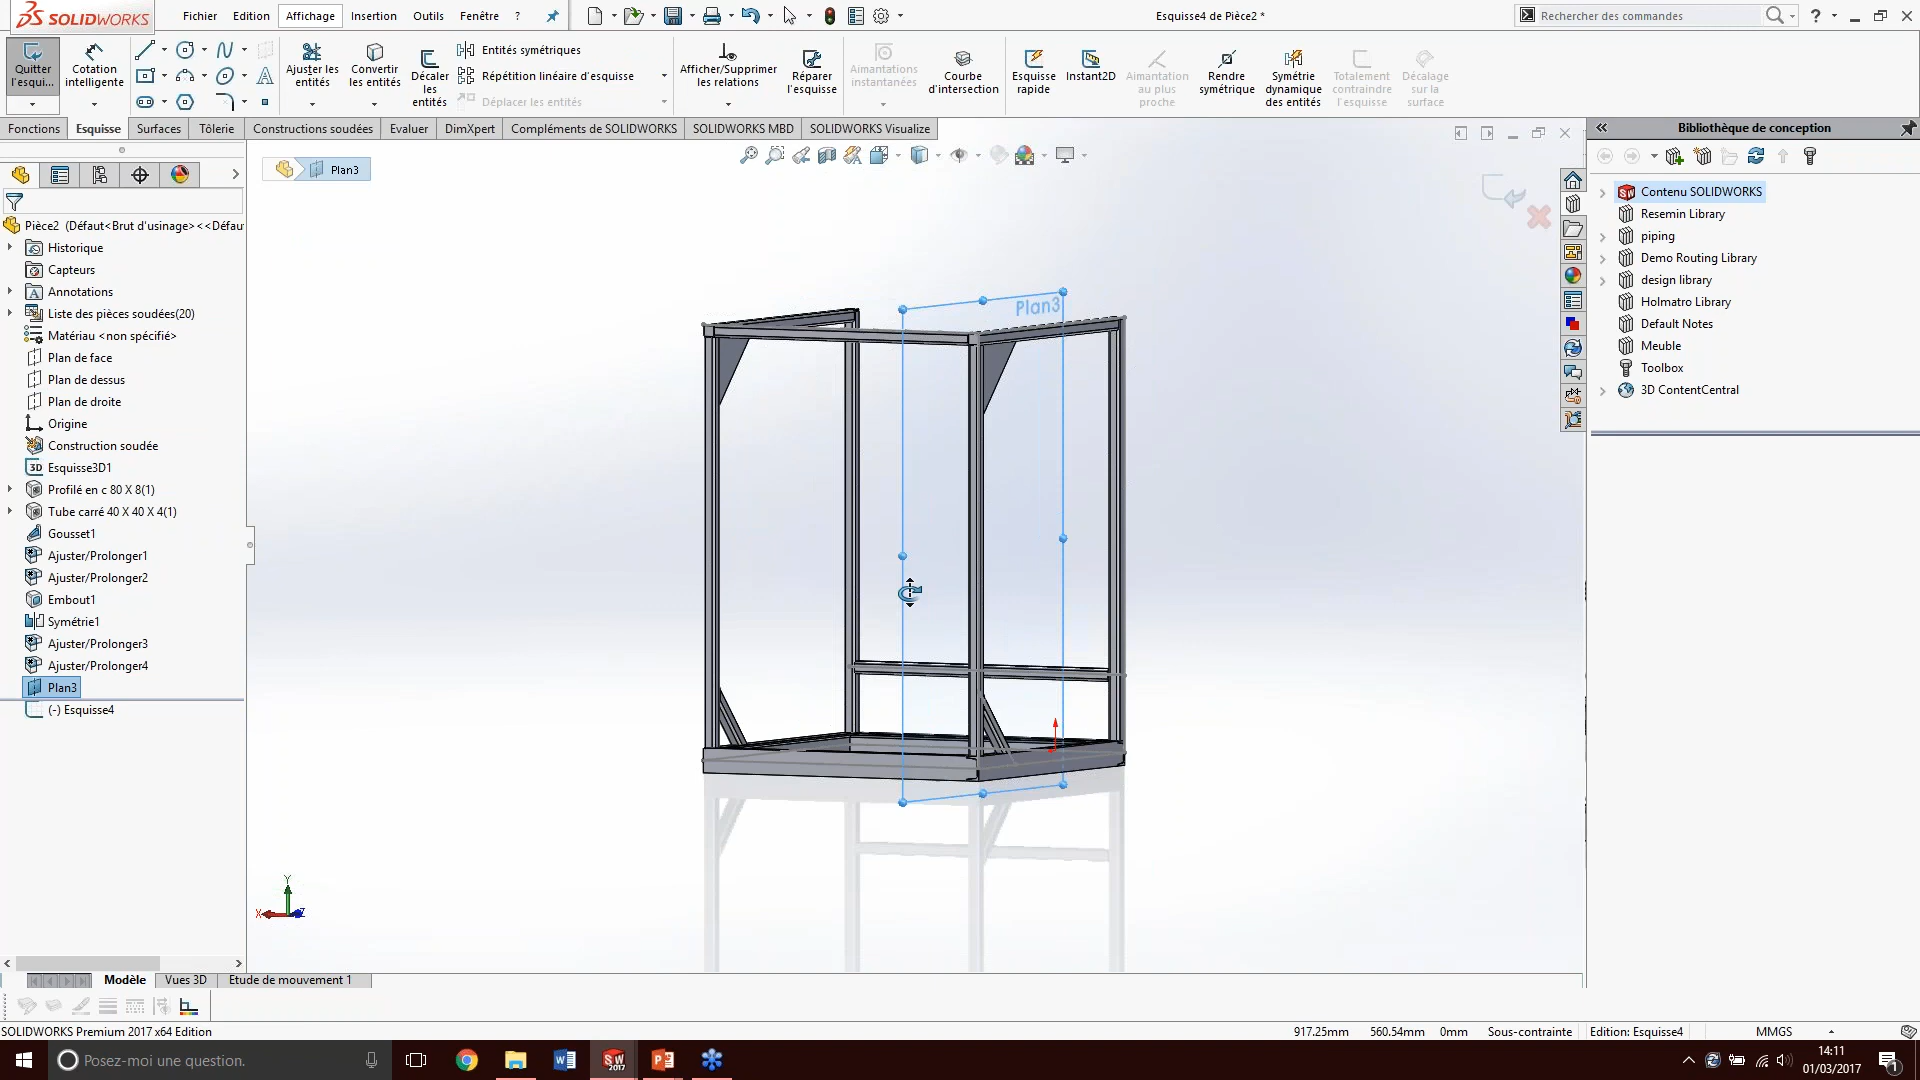 SOLIDWORKS
Fichier Edition Affichage Insertion Outils Fenêtre ?
Esquisse4 de Pièce2 *
Rechercher des commandes
?
Quitter l'esqui...
Cotation intelligente
Ajuster les entités
Convertir les entités
Décaler les entités
Entités symétriques
Répétition linéaire d'esquisse
Déplacer les entités
Afficher/Supprimer les relations
Réparer l'esquisse
Aimantations instantanées
Courbe d'intersection
Esquisse rapide
Instant2D
Aimantation au plus proche
Rendre symétrique
Symétrie dynamique des entités
Totalement contraindre l'esquisse
Décalage sur la surface
Fonctions Esquisse Surfaces Tôlerie Constructions soudées Evaluer DimXpert Compléments de SOLIDWORKS SOLIDWORKS MBD SOLIDWORKS Visualize
Plan3
Pièce2 (Défaut<Brut d'usinage><<Défau
Historique
Capteurs
Annotations
Liste des pièces soudées(20)
Matériau <non spécifié>
Plan de face
Plan de dessus
Plan de droite
Origine
Construction soudée
3D Esquisse3D1
Profilé en c 80 X 8(1)
Tube carré 40 X 40 X 4(1)
Gousset1
Ajuster/Prolonger1
Ajuster/Prolonger2
Embout1
Symétrie1
Ajuster/Prolonger3
Ajuster/Prolonger4
Plan3
(-) Esquisse4
Plan3
Y
X
Z
Bibliothèque de conception
Contenu SOLIDWORKS
Resemin Library
piping
Demo Routing Library
design library
Holmatro Library
Default Notes
Meuble
Toolbox
3D ContentCentral
Modèle Vues 3D Etude de mouvement 1
SOLIDWORKS Premium 2017 x64 Edition
917.25mm 560.54mm 0mm Sous-contrainte Edition: Esquisse4 MMGS
Posez-moi une question.
14:11
01/03/2017